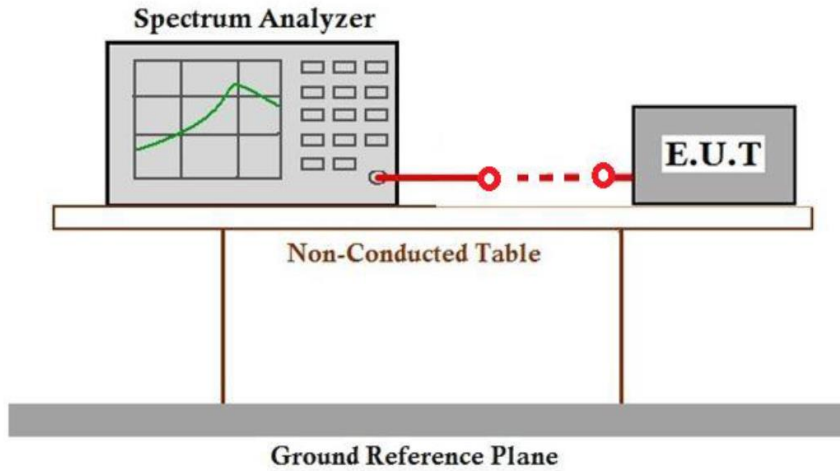 Spectrum Analyzer
E.U.T
Non-Conducted Table
Ground Reference Plane